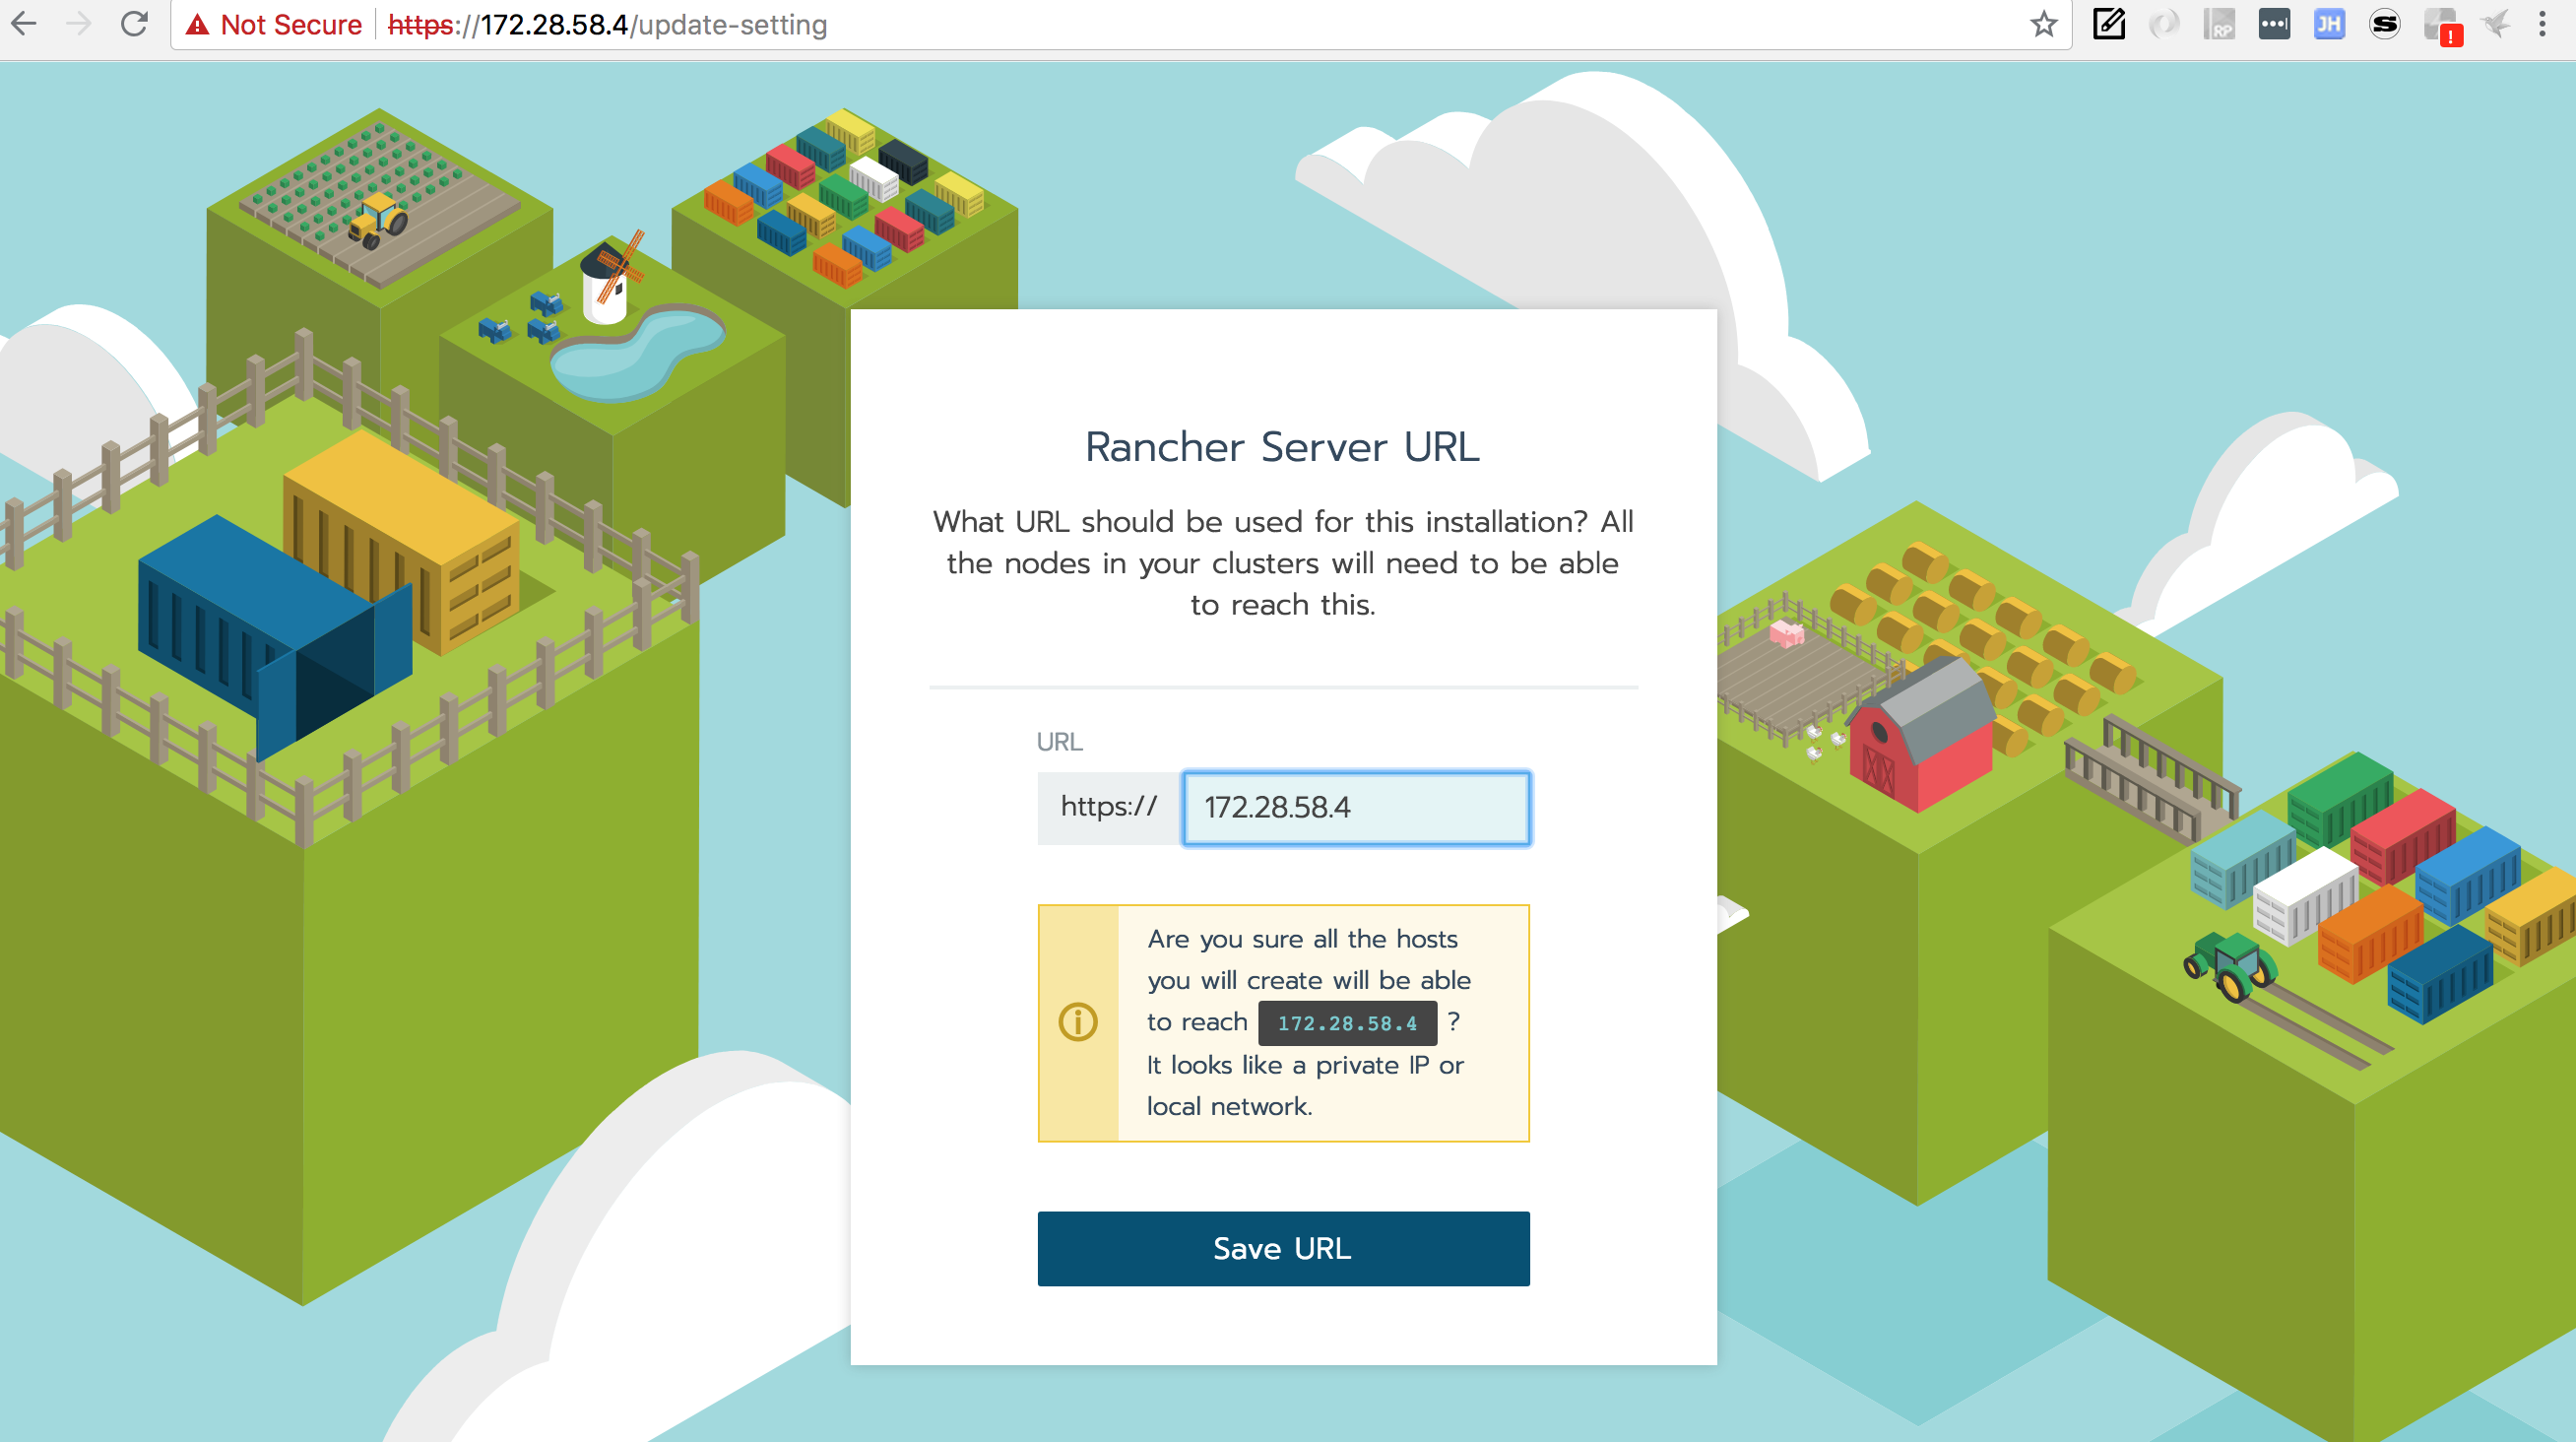 Not Secure https://172.28.58.4/update-setting
RP
JH
S
!
Rancher Server URL
What URL should be used for this installation? All
the nodes in your clusters will need to be able
to reach this.
URL
https:// 172.28.58.4
Are you sure all the hosts
you will create will be able
to reach 172.28.58.4 ?
It looks like a private IP or
local network.
Save URL